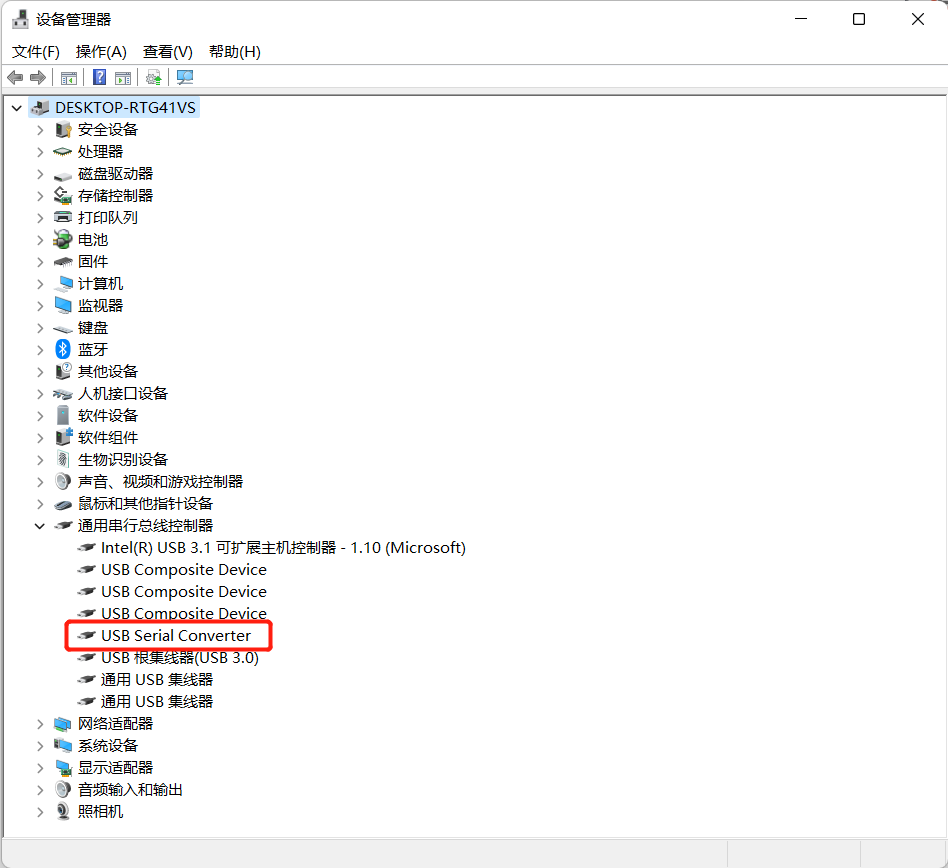 设备管理器
文件(F) 操作(A) 查看(V) 帮助(H)
DESKTOP-RTG41VS
安全设备
处理器
磁盘驱动器
存储控制器
打印队列
电池
固件
计算机
监视器
键盘
蓝牙
其他设备
人机接口设备
软件设备
软件组件
生物识别设备
声音、视频和游戏控制器
鼠标和其他指针设备
通用串行总线控制器
Intel(R) USB 3.1 可扩展主机控制器 - 1.10 (Microsoft)
USB Composite Device
USB Composite Device
USB Composite Device
USB Serial Converter
USB 根集线器(USB 3.0)
通用 USB 集线器
通用 USB 集线器
网络适配器
系统设备
显示适配器
音频输入和输出
照相机